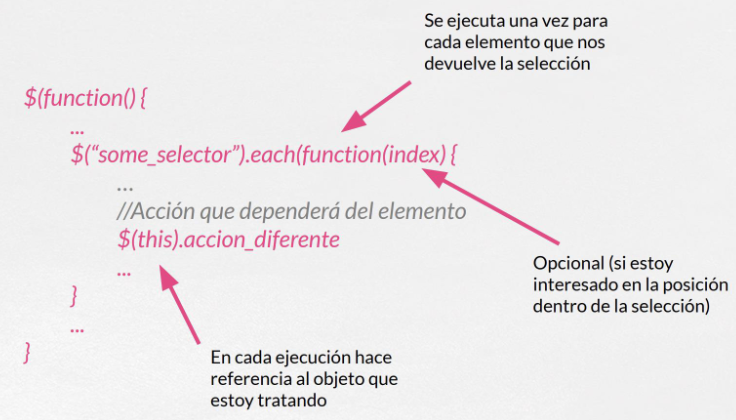 Se ejecuta una vez para
cada elemento que nos
devuelve la selección
$(function() {
...
$(“some_selector”).each(function(index) {
...
//Acción que dependerá del elemento
$(this).accion_diferente
...
}
...
}
Opcional (si estoy
interesado en la posición
dentro de la selección)
En cada ejecución hace
referencia al objeto que
estoy tratando